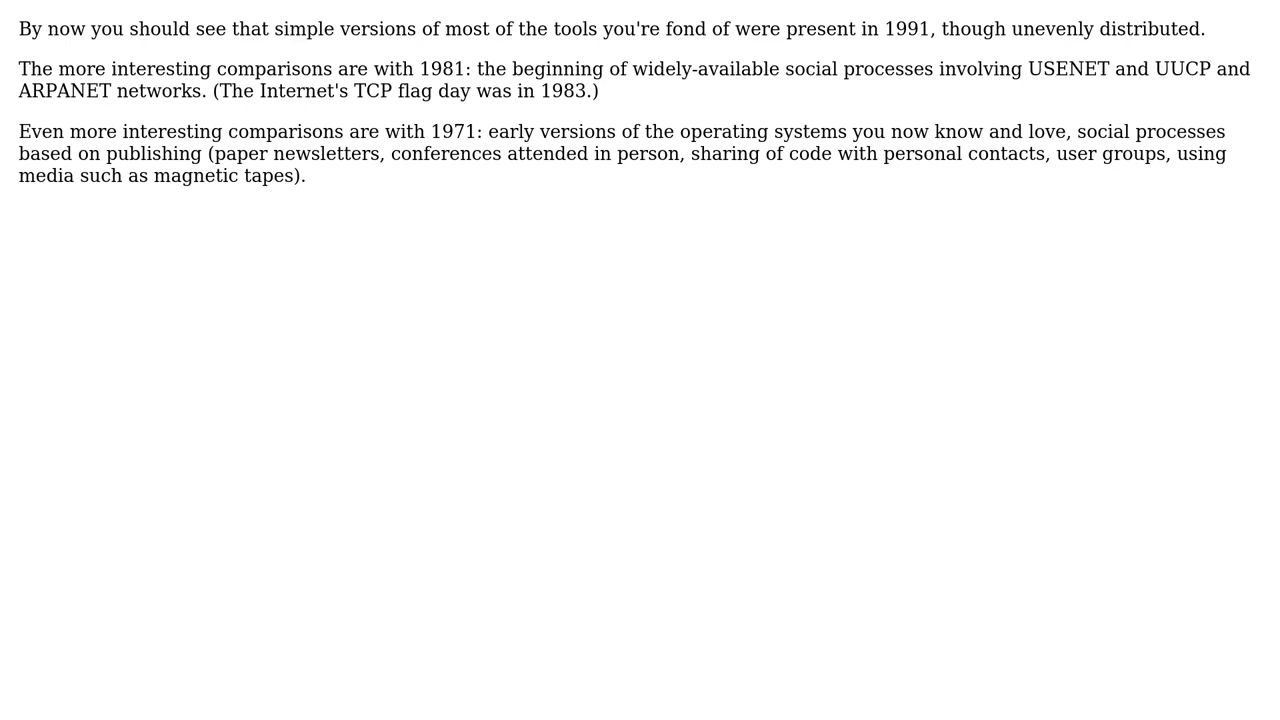 By now you should see that simple versions of most of the tools you're fond of were present in 1991, though unevenly distributed.
The more interesting comparisons are with 1981: the beginning of widely-available social processes involving USENET and UUCP and
ARPANET networks. (The Internet's TCP flag day was in 1983.)
Even more interesting comparisons are with 1971: early versions of the operating systems you now know and love, social processes
based on publishing (paper newsletters, conferences attended in person, sharing of code with personal contacts, user groups, using
media such as magnetic tapes).